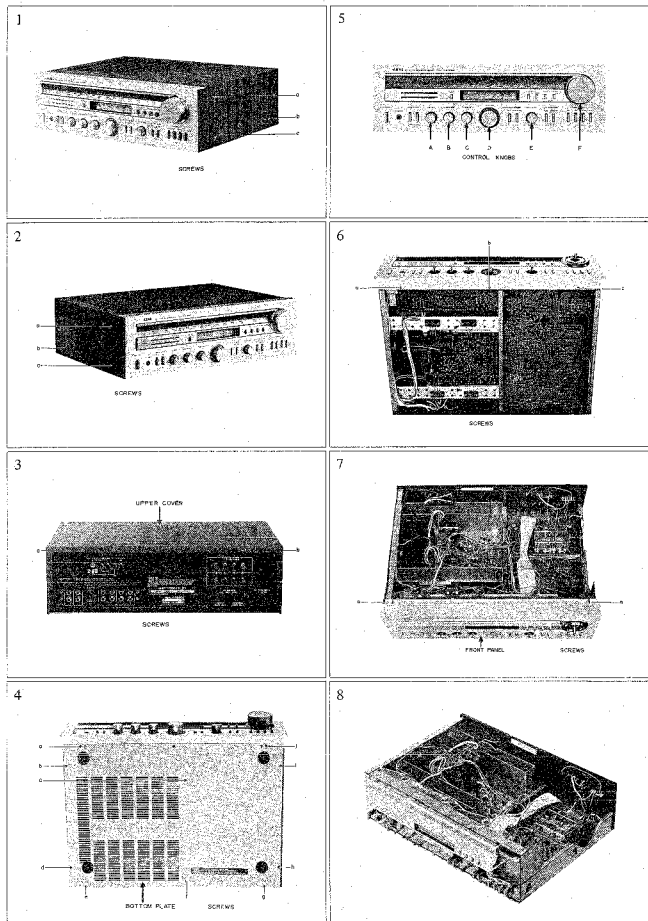 1
a
b
c
SCREWS
2
a
b
c
SCREWS
3
UPPER COVER
a
b
SCREWS
4
a
b
c
d
e
f
g
h
i
j
BOTTOM PLATE
SCREWS
5
A B C D E F
CONTROL KNOBS
6
b
a
c
SCREWS
7
FRONT PANEL
SCREWS
8